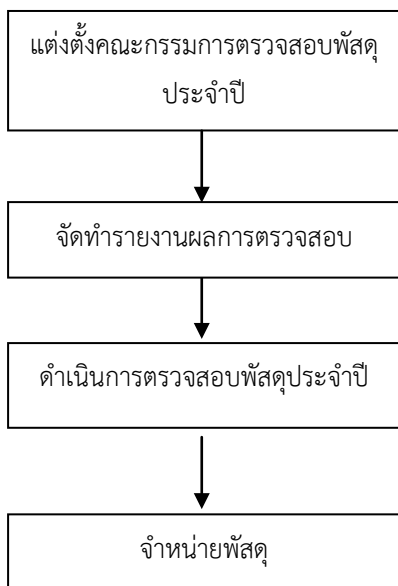 แต่งตั้งคณะกรรมการตรวจสอบพัสดุ
ประจำปี
จัดทำรายงานผลการตรวจสอบ
ดำเนินการตรวจสอบพัสดุประจำปี
จำหน่ายพัสดุ